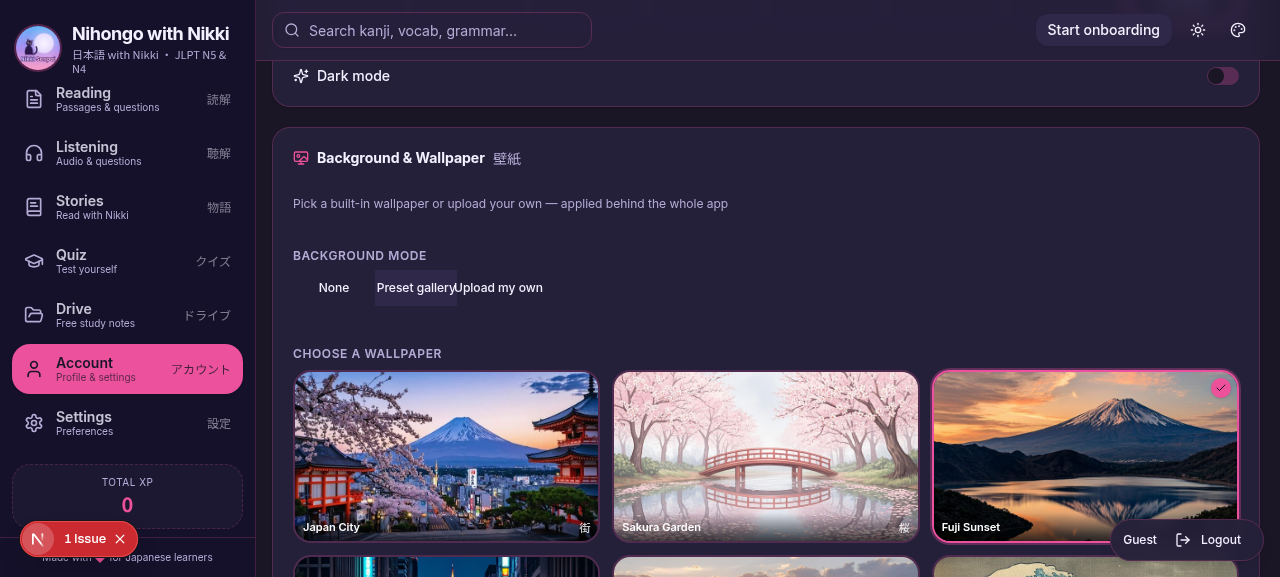 Nihongo with Nikki
日本語 with Nikki ・ JLPT N5 &
N4
Reading
Passages & questions
読解
Listening
Audio & questions
聴解
Stories
Read with Nikki
物語
Quiz
Test yourself
クイズ
Drive
Free study notes
ドライブ
Account
Profile & settings
アカウント
Settings
Preferences
設定
TOTAL XP
0
1 Issue
for Japanese learners
Search kanji, vocab, grammar...
Start onboarding
Dark mode
Background & Wallpaper 壁紙
Pick a built-in wallpaper or upload your own — applied behind the whole app
BACKGROUND MODE
None
Preset gallery
Upload my own
CHOOSE A WALLPAPER
Japan City
街
Sakura Garden
桜
Fuji Sunset
Guest
Logout